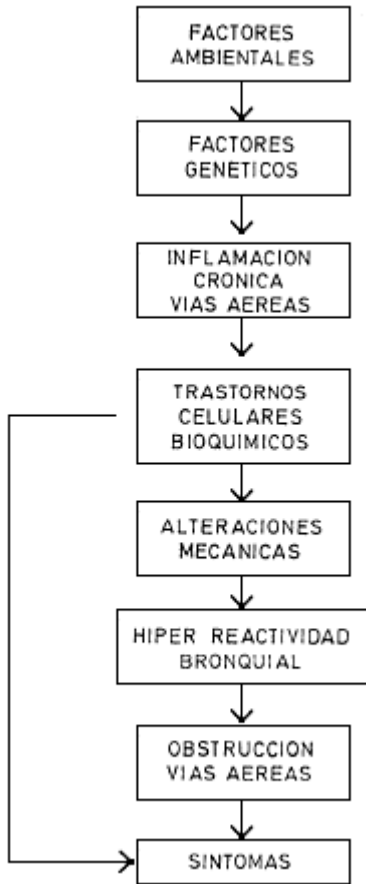 FACTORES
AMBIENTALES
FACTORES
GENETICOS
INFLAMACION
CRONICA
VIAS AEREAS
TRASTORNOS
CELULARES
BIOQUIMICOS
ALTERACIONES
MECANICAS
HIPER REACTIVIDAD
BRONQUIAL
OBSTRUCCION
VIAS AEREAS
SINTOMAS